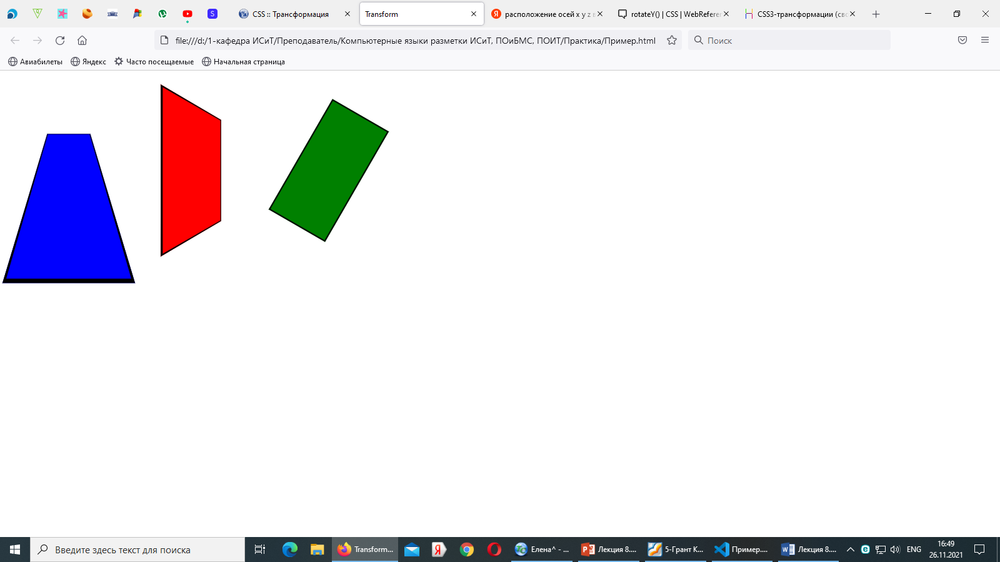 CSS :: Трансформация
Transform
расположение осей x y z в
rotateY() | CSS | WebRefere
CSS3-трансформации (сво
file:///d:/1-кафедра ИСиТ/Преподаватель/Компьютерные языки разметки ИСиТ, ПОиБМС, ПОИТ/Практика/Пример.html
Поиск
Авиабилеты
Яндекс
Часто посещаемые
Начальная страница
Введите здесь текст для поиска
Transform...
Елена^ - ...
Лекция 8....
5-Грант К...
Пример....
Лекция 8....
ENG
16:49
26.11.2021